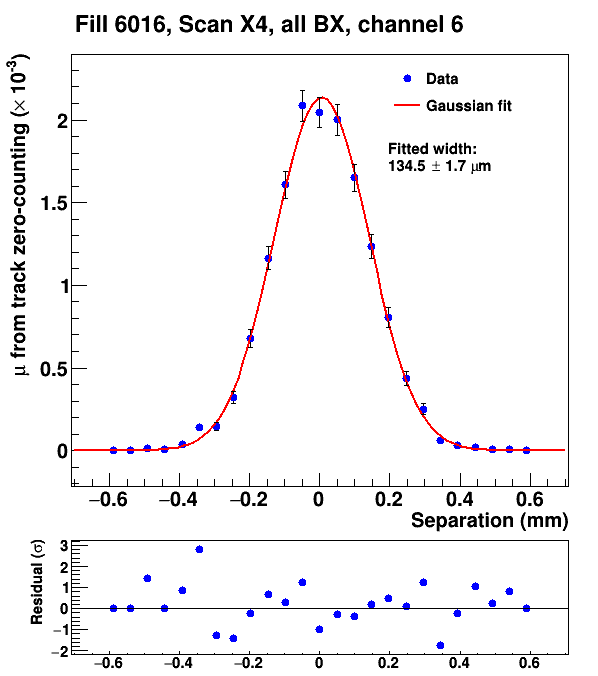 Fill 6016, Scan X4, all BX, channel 6
μ from track zero-counting (× 10⁻³)
2
1.5
1
0.5
0
Data
Gaussian fit
Fitted width:
134.5 ± 1.7 μm
−0.6 −0.4 −0.2 0 0.2 0.4 0.6
Separation (mm)
Residual (σ)
3
2
1
0
−1
−2
−0.6 −0.4 −0.2 0 0.2 0.4 0.6